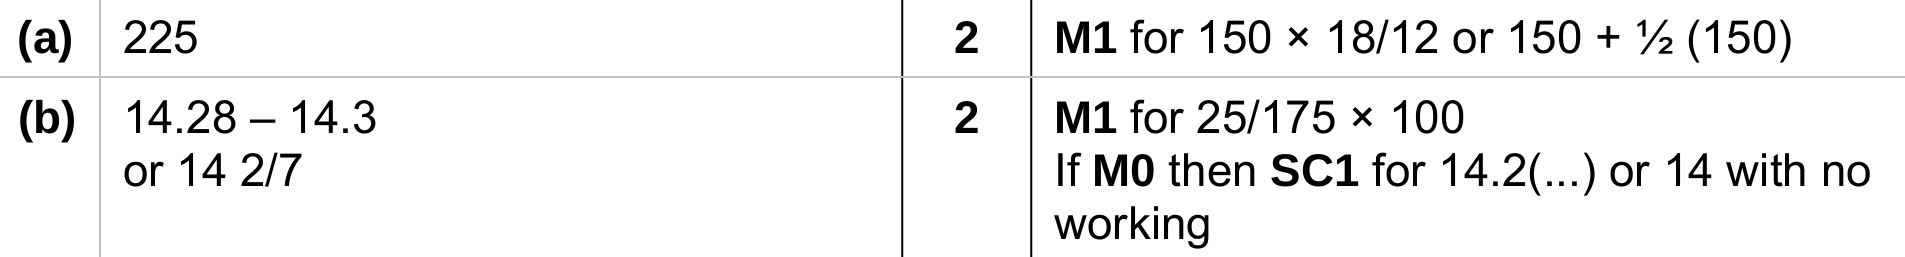 (a) 225 2 M1 for 150 × 18/12 or 150 + ½ (150)
(b) 14.28 – 14.3 2 M1 for 25/175 × 100
or 14 2/7 If M0 then SC1 for 14.2(...) or 14 with no
working